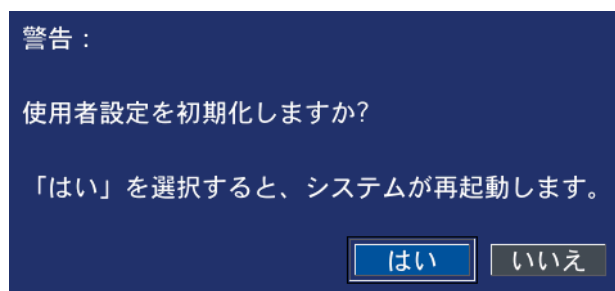 警告：
使用者設定を初期化しますか?
「はい」を選択すると、システムが再起動します。
はい
いいえ